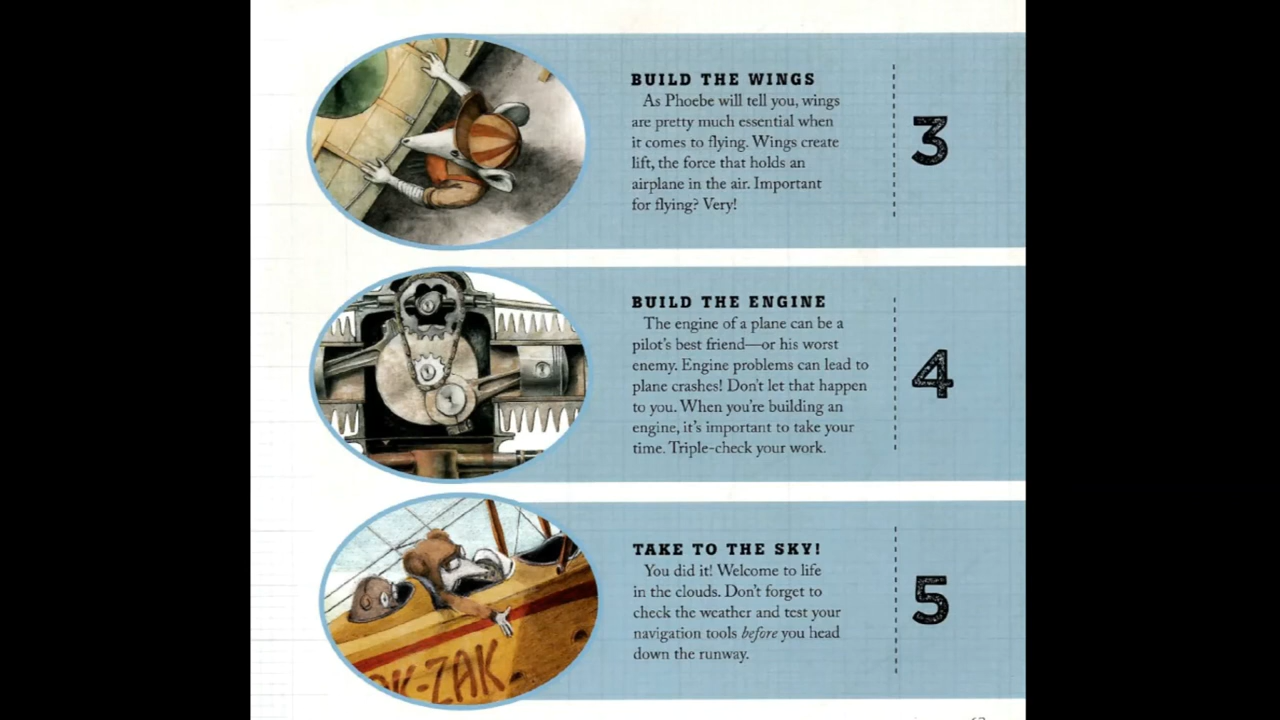 BUILD THE WINGS
As Phoebe will tell you, wings
are pretty much essential when
it comes to flying. Wings create
lift, the force that holds an
airplane in the air. Important
for flying? Very!
3
BUILD THE ENGINE
The engine of a plane can be a
pilot's best friend—or his worst
enemy. Engine problems can lead to
plane crashes! Don't let that happen
to you. When you're building an
engine, it's important to take your
time. Triple-check your work.
4
TAKE TO THE SKY!
You did it! Welcome to life
in the clouds. Don't forget to
check the weather and test your
navigation tools before you head
down the runway.
5
K-ZAK